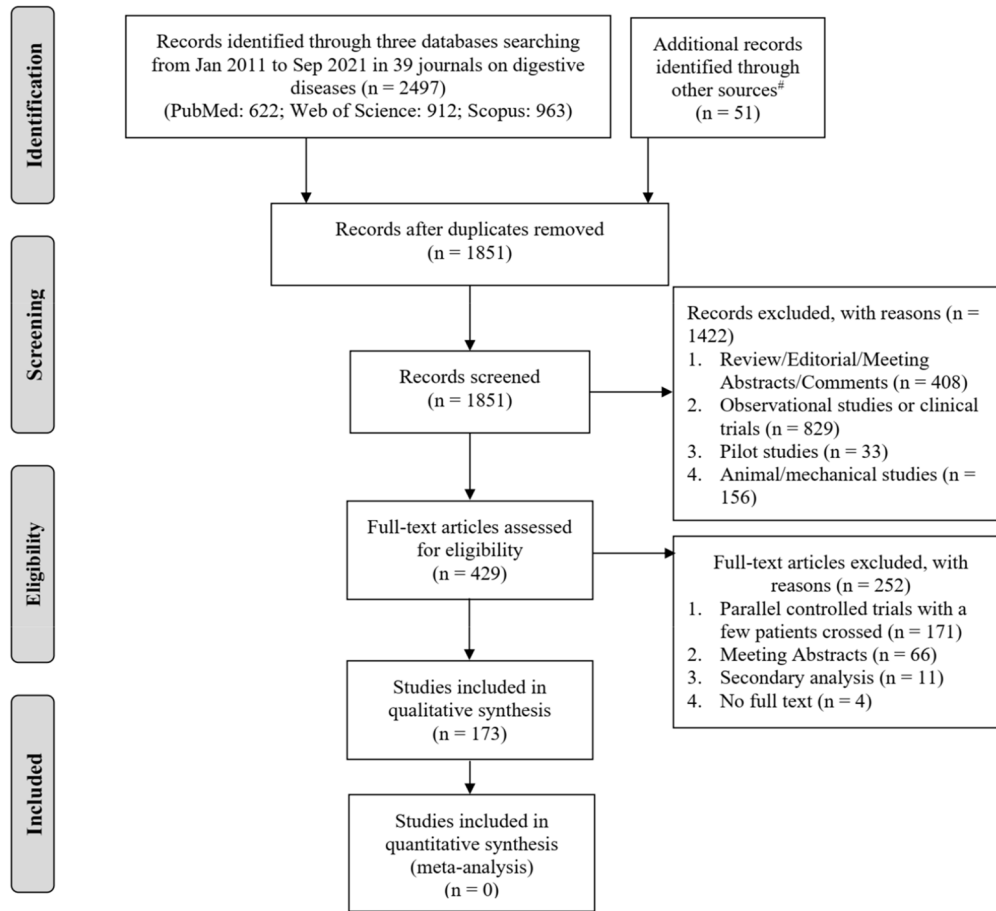 Identification
Records identified through three databases searching
from Jan 2011 to Sep 2021 in 39 journals on digestive
diseases (n = 2497)
(PubMed: 622; Web of Science: 912; Scopus: 963)
Additional records
identified through
other sources#
(n = 51)
Records after duplicates removed
(n = 1851)
Screening
Records screened
(n = 1851)
Records excluded, with reasons (n =
1422)
1. Review/Editorial/Meeting
Abstracts/Comments (n = 408)
2. Observational studies or clinical
trials (n = 829)
3. Pilot studies (n = 33)
4. Animal/mechanical studies (n =
156)
Eligibility
Full-text articles assessed
for eligibility
(n = 429)
Full-text articles excluded, with
reasons (n = 252)
1. Parallel controlled trials with a
few patients crossed (n = 171)
2. Meeting Abstracts (n = 66)
3. Secondary analysis (n = 11)
4. No full text (n = 4)
Studies included in
qualitative synthesis
(n = 173)
Included
Studies included in
quantitative synthesis
(meta-analysis)
(n = 0)